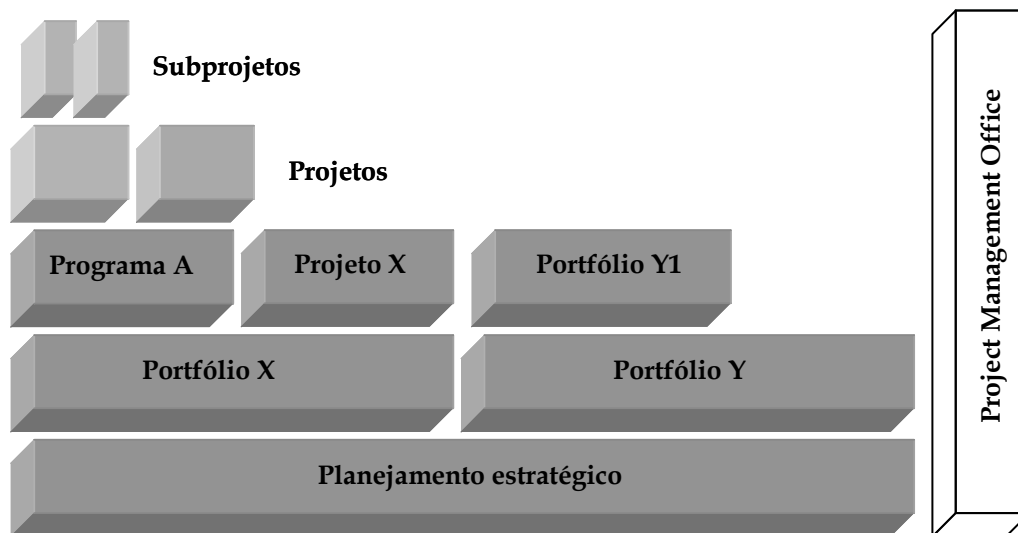 Subprojetos
Projetos
Programa A
Projeto X
Portfólio Y1
Portfólio X
Portfólio Y
Planejamento estratégico
Project Management Office